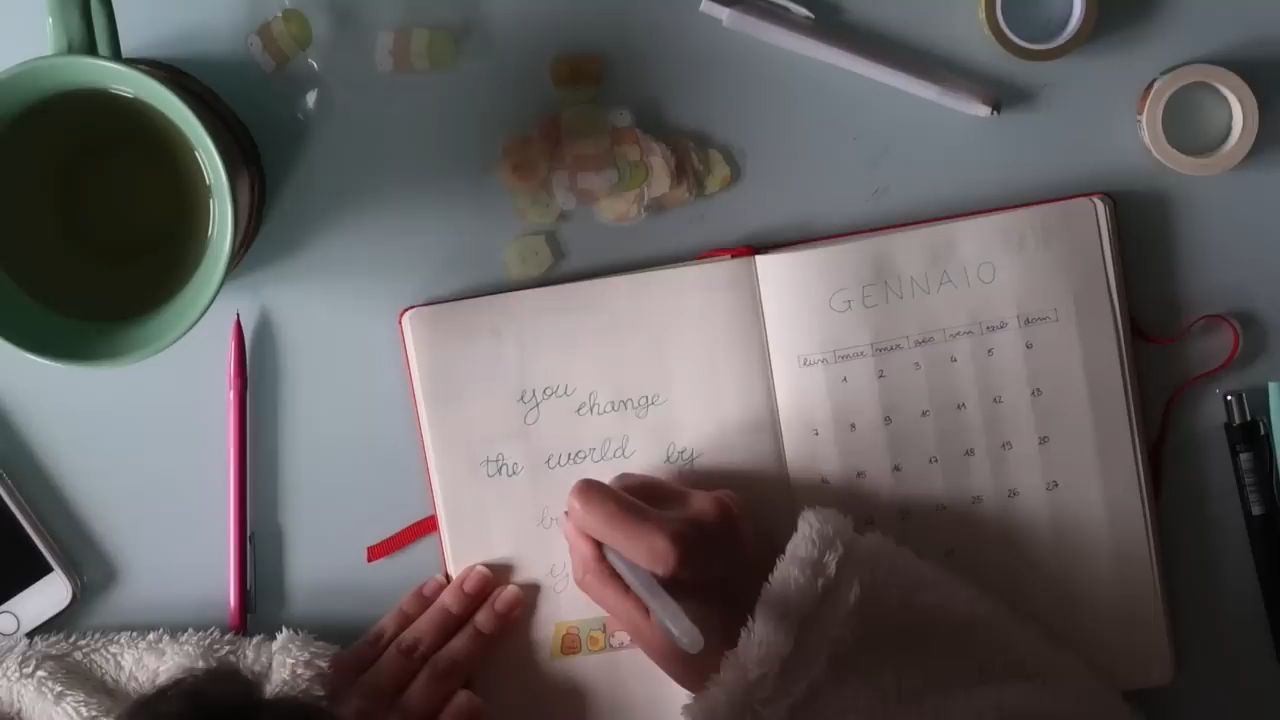 you change
the world by
GENNAIO
lun mar mer gio ven sab dom
1 2 3 4 5 6
7 8 9 10 11 12 13
14 15 16 17 18 19 20
25 26 27